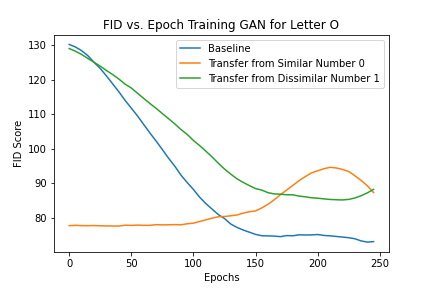 FID vs. Epoch Training GAN for Letter O
Baseline
Transfer from Similar Number 0
Transfer from Dissimilar Number 1
FID Score
130
120
110
100
90
80
0 50 100 150 200 250
Epochs